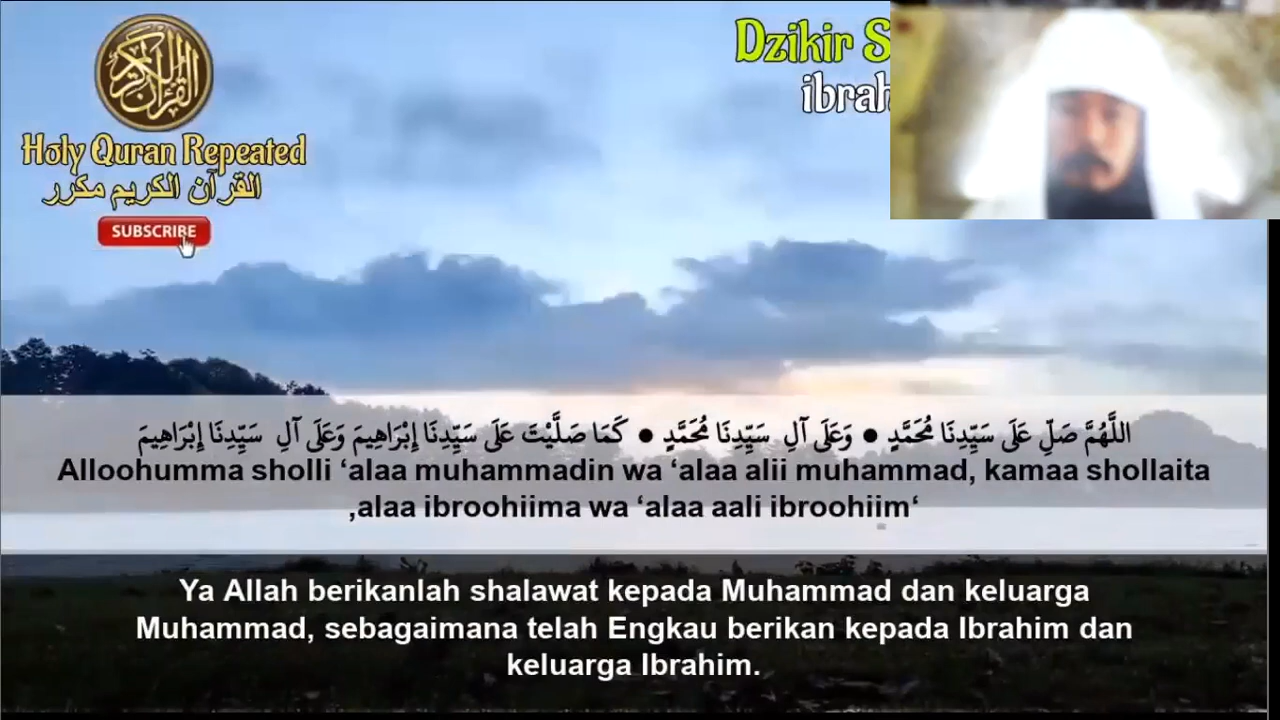 القرآن الكريم
Holy Quran Repeated
القرآن الكريم مكرر
SUBSCRIBE
Dzikir
اللَّهُمَّ صَلِّ عَلَى سَيِّدِنَا مُحَمَّدٍ ● وَعَلَى آلِ سَيِّدِنَا مُحَمَّدٍ ● كَمَا صَلَّيْتَ عَلَى سَيِّدِنَا إِبْرَاهِيمَ وَعَلَى آلِ سَيِّدِنَا إِبْرَاهِيمَ
Alloohumma sholli ‘alaa muhammadin wa ‘alaa alii muhammad, kamaa shollaita
,alaa ibroohiima wa ‘alaa aali ibroohiim‘
Ya Allah berikanlah shalawat kepada Muhammad dan keluarga
Muhammad, sebagaimana telah Engkau berikan kepada Ibrahim dan
keluarga Ibrahim.